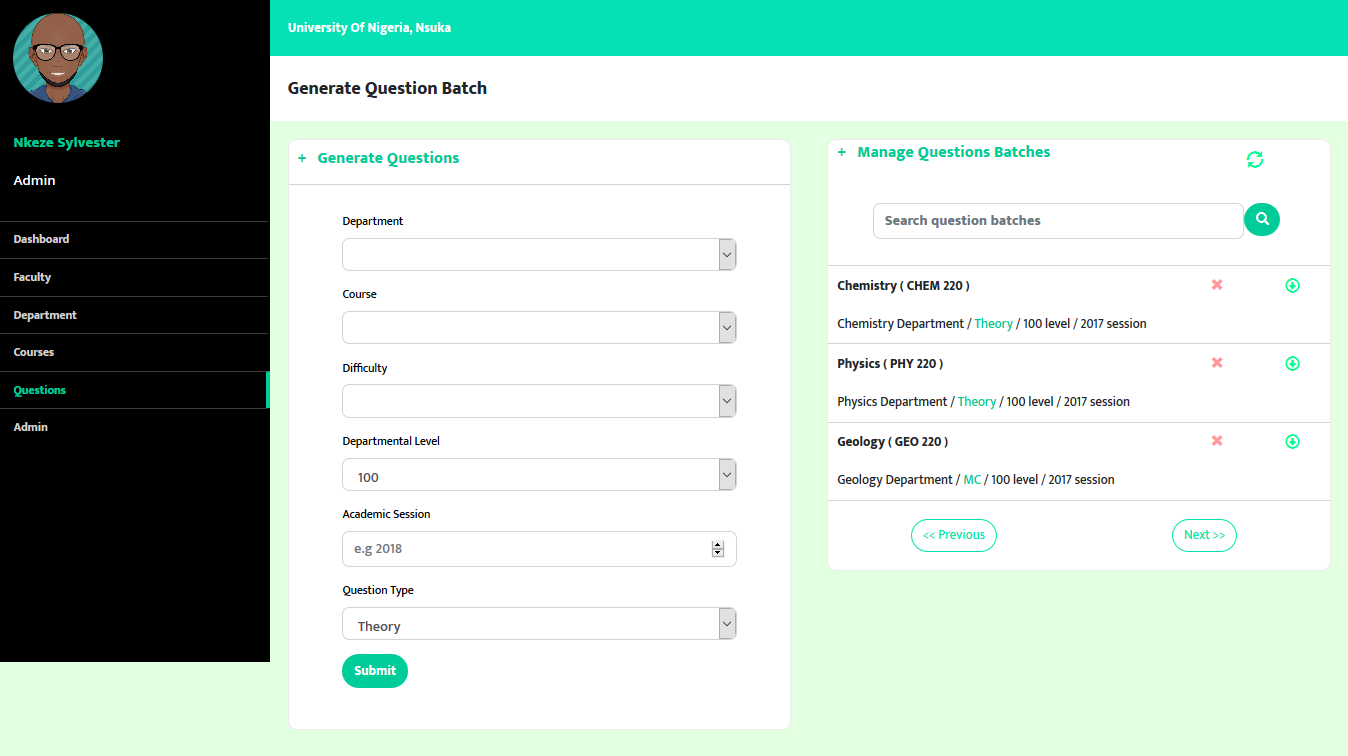 University Of Nigeria, Nsuka
Generate Question Batch
Nkeze Sylvester
Admin
Dashboard
Faculty
Department
Courses
Questions
Admin
+ Generate Questions
Department
Course
Difficulty
Departmental Level
100
Academic Session
e.g 2018
Question Type
Theory
Submit
+ Manage Questions Batches
Search question batches
Chemistry ( CHEM 220 )
Chemistry Department / Theory / 100 level / 2017 session
Physics ( PHY 220 )
Physics Department / Theory / 100 level / 2017 session
Geology ( GEO 220 )
Geology Department / MC / 100 level / 2017 session
<< Previous
Next >>